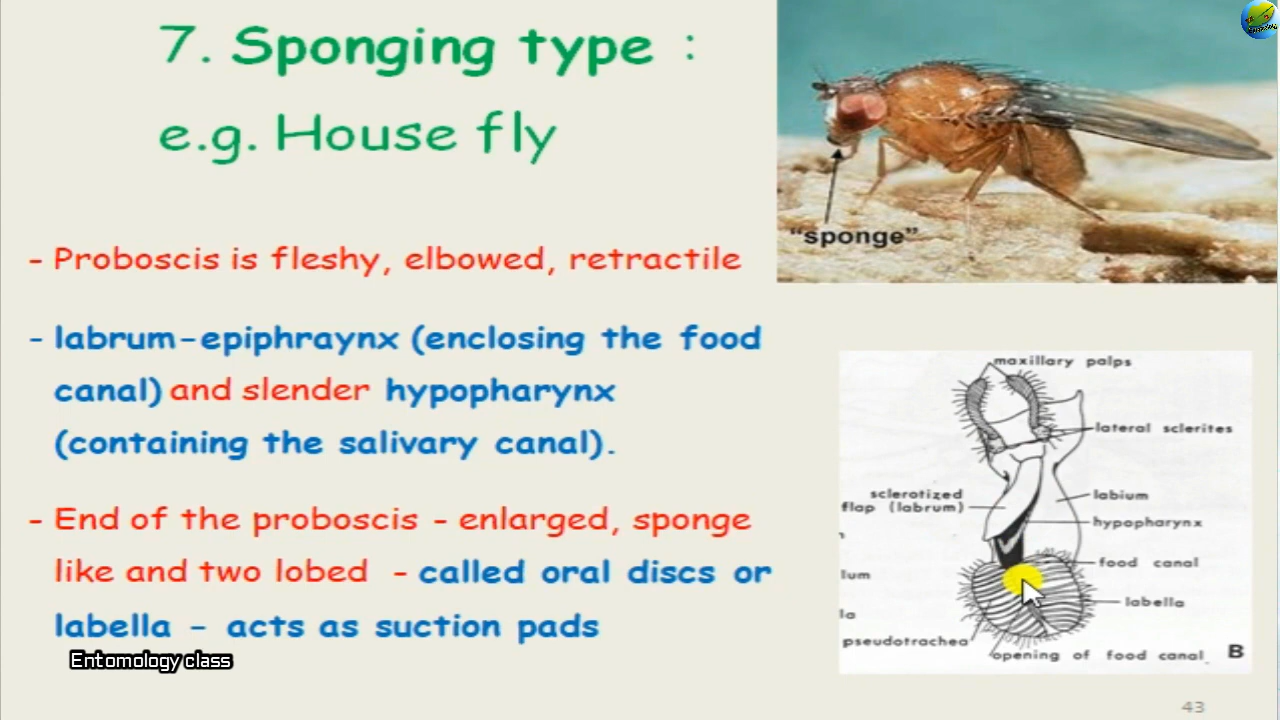 7. Sponging type :
e.g. House fly
"sponge"
- Proboscis is fleshy, elbowed, retractile
- labrum-epiphraynx (enclosing the food
canal) and slender hypopharynx
(containing the salivary canal).
- End of the proboscis - enlarged, sponge
like and two lobed - called oral discs or
labella - acts as suction pads
Entomology class
maxillary palps
lateral sclerites
sclerotized
flap (labrum)
labium
hypopharynx
food canal
lum
labella
la
pseudotrachea
opening of food canal
B
43